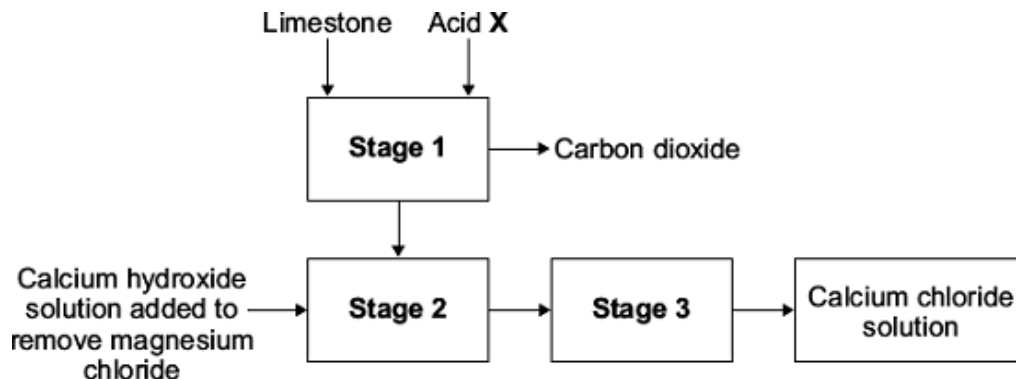 Limestone
Acid X
Stage 1
Carbon dioxide
Calcium hydroxide
solution added to
remove magnesium
chloride
Stage 2
Stage 3
Calcium chloride
solution